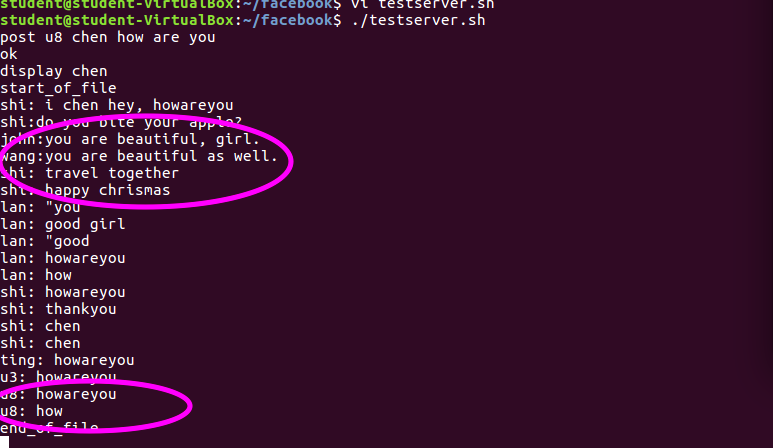 student@student-VirtualBox:~/facebook$ vi testserver.sh
student@student-VirtualBox:~/facebook$ ./testserver.sh
post u8 chen how are you
ok
display chen
start_of_file
shi: i chen hey, howareyou
shi:do you bite your apple?
john:you are beautiful, girl.
wang:you are beautiful as well.
shi: travel together
shi: happy chrismas
lan: "you
lan: good girl
lan: "good
lan: howareyou
lan: how
shi: howareyou
shi: thankyou
shi: chen
shi: chen
ting: howareyou
u3: howareyou
u8: howareyou
u8: how
end_of_file